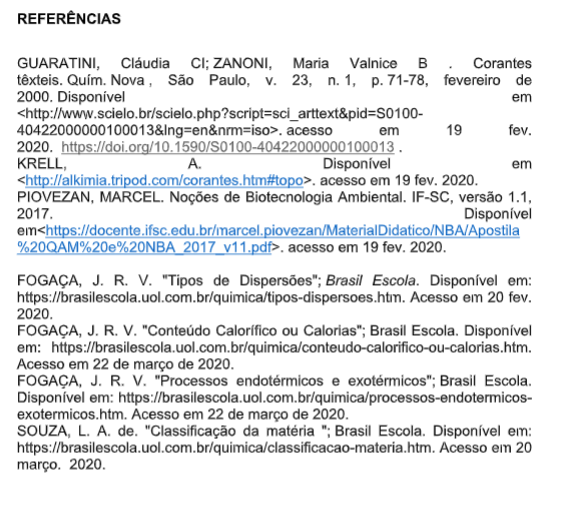 REFERÊNCIAS
GUARATINI, Cláudia CI; ZANONI, Maria Valnice B . Corantes
têxteis. Quím. Nova , São Paulo, v. 23, n. 1, p. 71-78, fevereiro de
2000. Disponível em
<http://www.scielo.br/scielo.php?script=sci_arttext&pid=S0100-
40422000000100013&lng=en&nrm=iso>. acesso em 19 fev.
2020. https://doi.org/10.1590/S0100-40422000000100013 .
KRELL, A. Disponível em
<http://alkimia.tripod.com/corantes.htm#topo>. acesso em 19 fev. 2020.
PIOVEZAN, MARCEL. Noções de Biotecnologia Ambiental. IF-SC, versão 1.1,
2017. Disponível
em<https://docente.ifsc.edu.br/marcel.piovezan/MaterialDidatico/NBA/Apostila
%20QAM%20e%20NBA_2017_v11.pdf>. acesso em 19 fev. 2020.
FOGAÇA, J. R. V. "Tipos de Dispersões"; Brasil Escola. Disponível em:
https://brasilescola.uol.com.br/quimica/tipos-dispersoes.htm. Acesso em 20 fev.
2020.
FOGAÇA, J. R. V. "Conteúdo Calorífico ou Calorias"; Brasil Escola. Disponível
em: https://brasilescola.uol.com.br/quimica/conteudo-calorifico-ou-calorias.htm.
Acesso em 22 de março de 2020.
FOGAÇA, J. R. V. "Processos endotérmicos e exotérmicos"; Brasil Escola.
Disponível em: https://brasilescola.uol.com.br/quimica/processos-endotermicos-
exotermicos.htm. Acesso em 22 de março de 2020.
SOUZA, L. A. de. "Classificação da matéria "; Brasil Escola. Disponível em:
https://brasilescola.uol.com.br/quimica/classificacao-materia.htm. Acesso em 20
março. 2020.